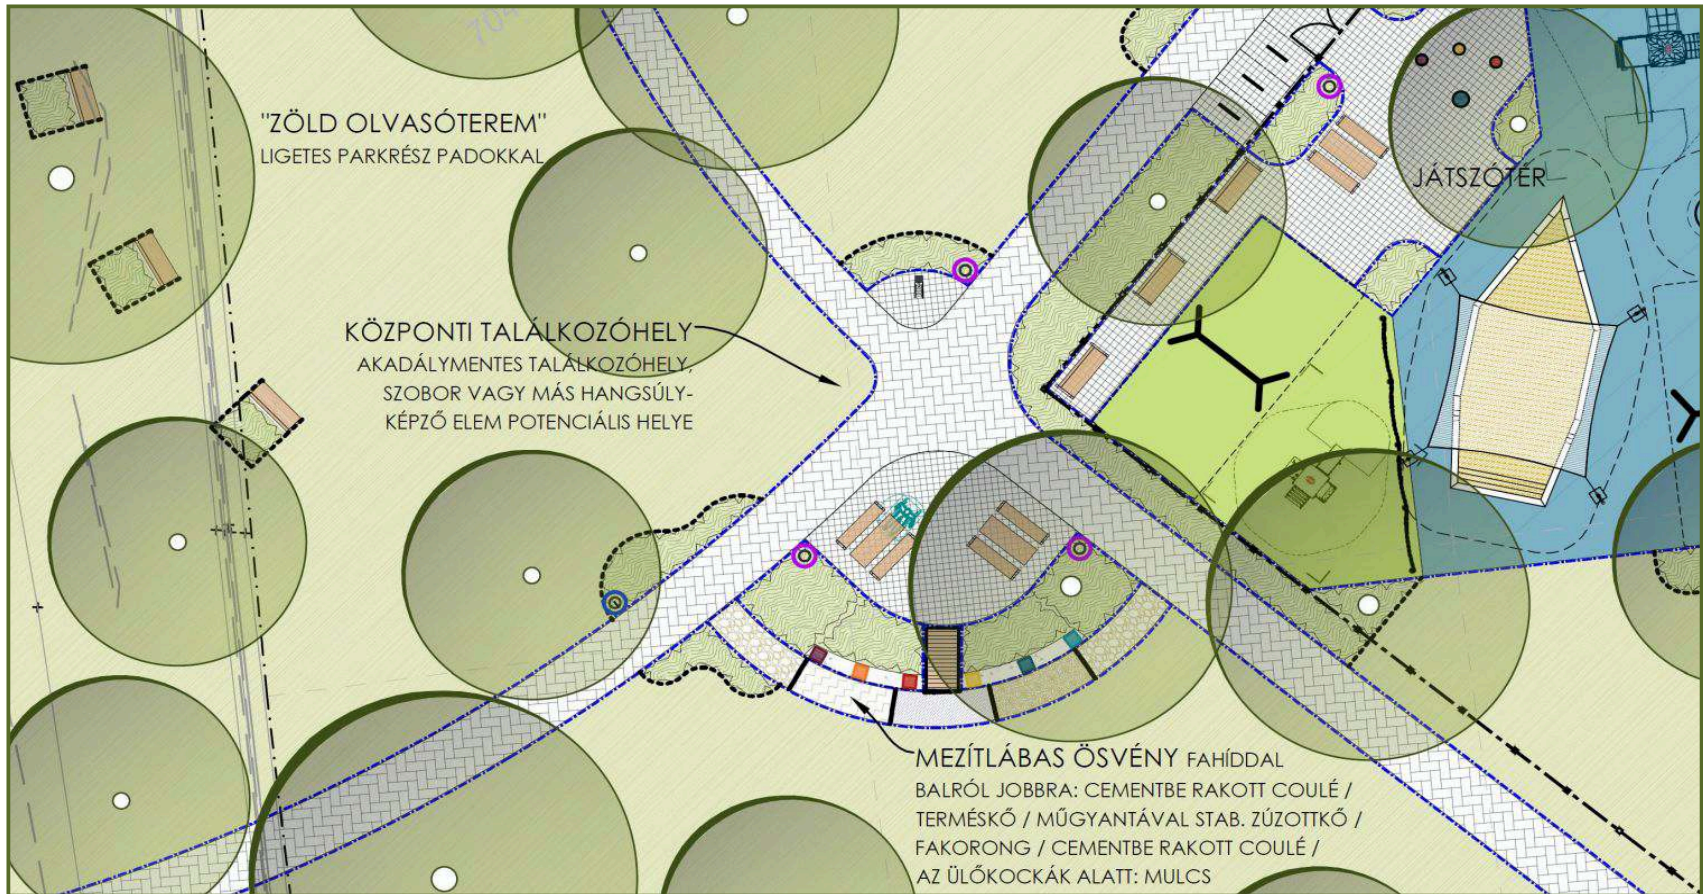 704
"ZÖLD OLVASÓTEREM"
LIGETES PARKRÉSZ PADOKKAL
JÁTSZÓTÉR
KÖZPONTI TALÁLKOZÓHELY
AKADÁLYMENTES TALÁLKOZÓHELY,
SZOBOR VAGY MÁS HANGSÚLY-
KÉPZŐ ELEM POTENCIÁLIS HELYE
MEZÍTLÁBAS ÖSVÉNY FAHÍDDAL
BALRÓL JOBBRA: CEMENTBE RAKOTT COULÉ /
TERMÉSKŐ / MŰGYANTÁVAL STAB. ZÚZOTTKŐ /
FAKORONG / CEMENTBE RAKOTT COULÉ /
AZ ÜLŐKOCKÁK ALATT: MULCS